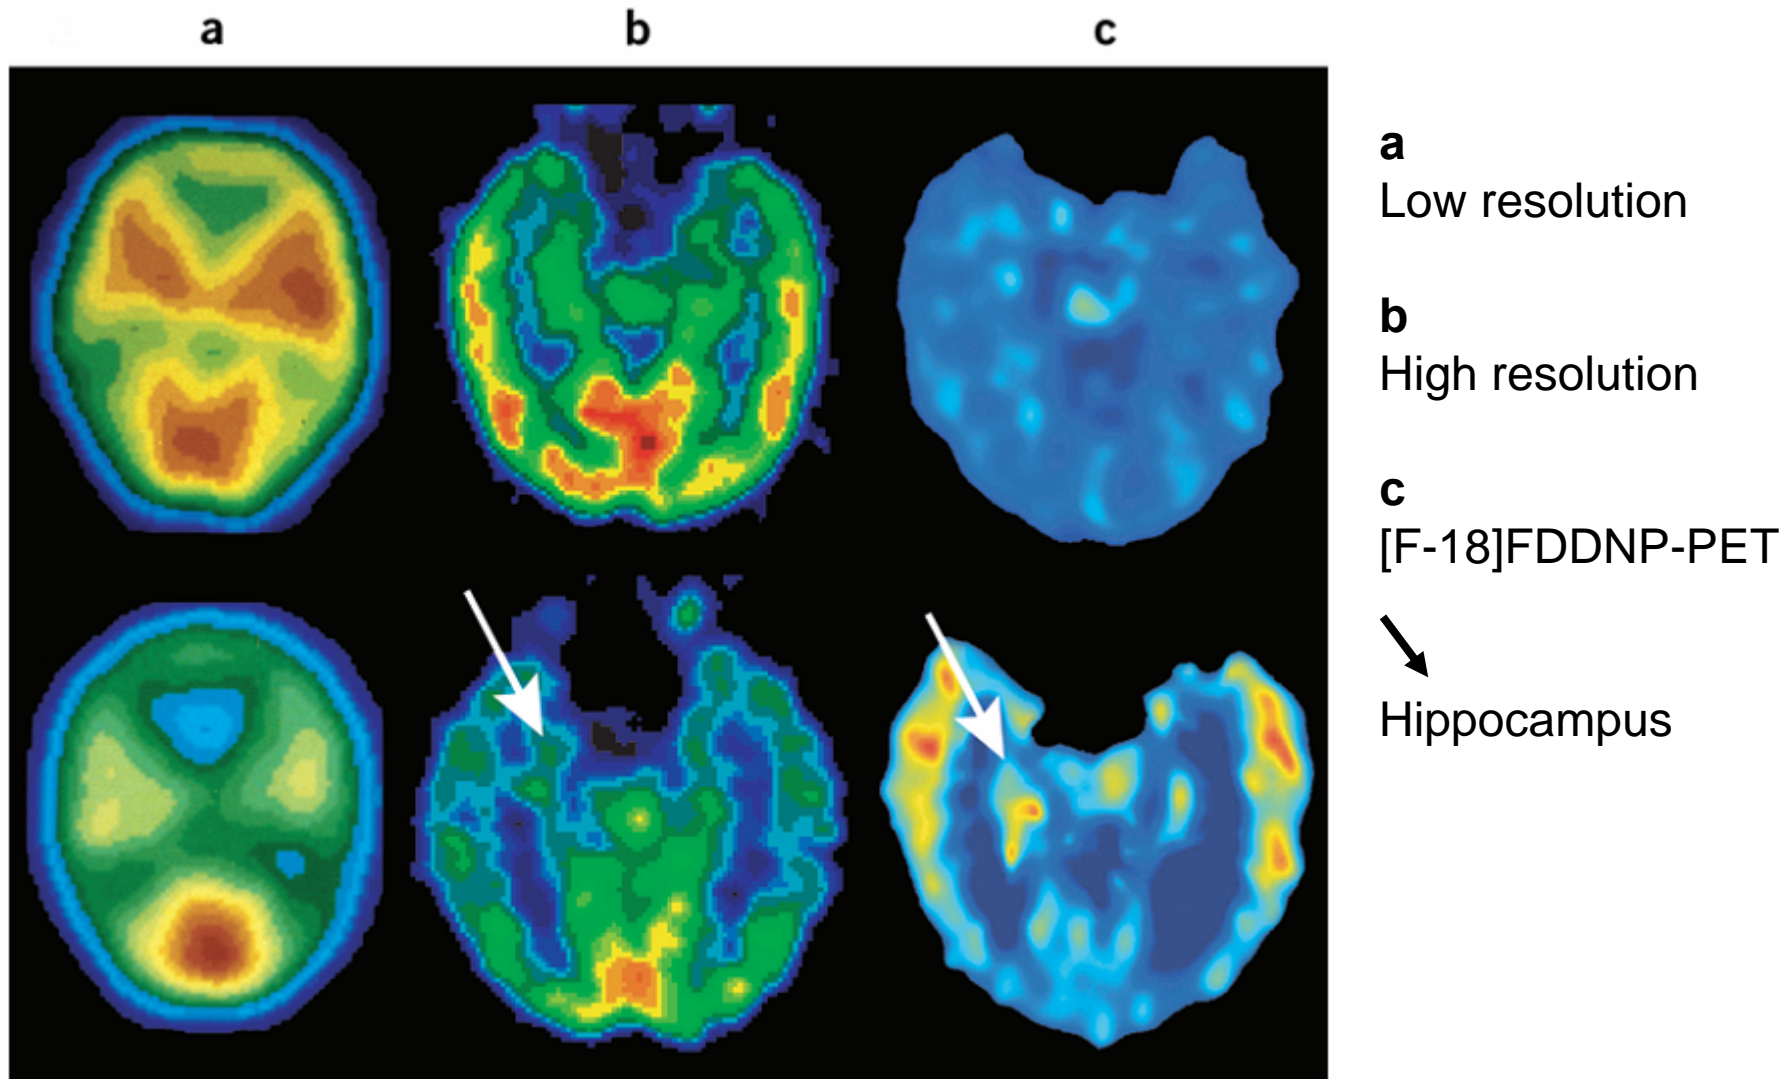 a
b
c
a
Low resolution
b
High resolution
c
[F-18]FDDNP-PET
Hippocampus